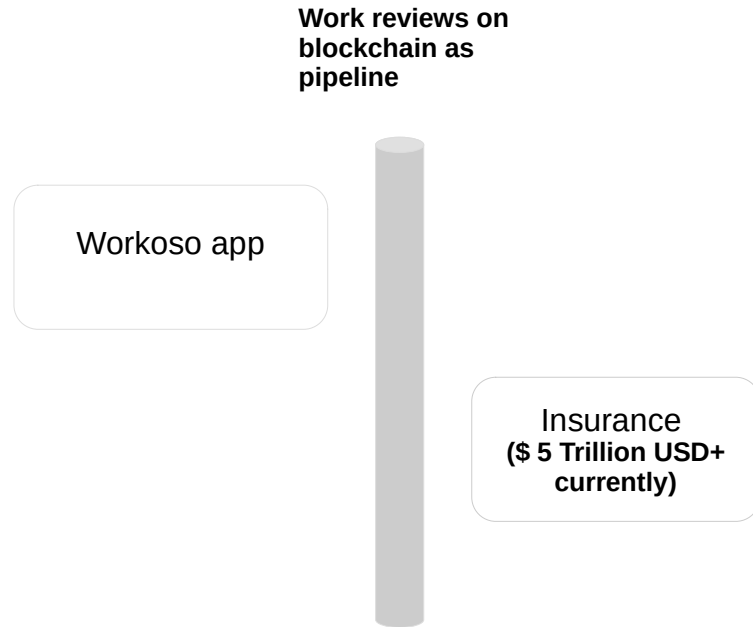 Work reviews on
blockchain as
pipeline
Workoso app
Insurance
($ 5 Trillion USD+
currently)